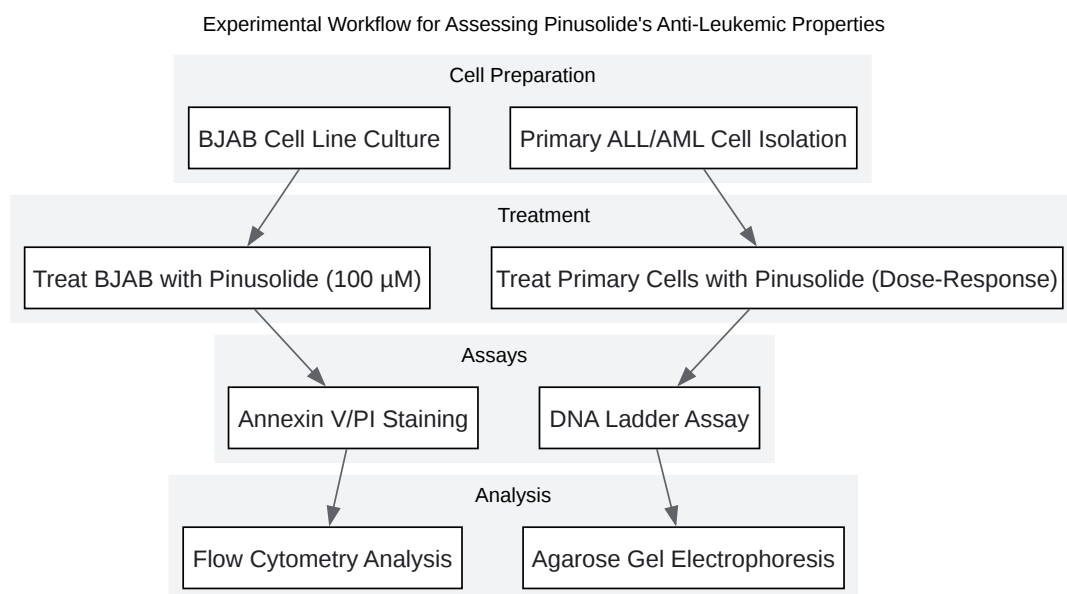 Experimental Workflow for Assessing Pinusolide's Anti-Leukemic Properties
Cell Preparation
BJAB Cell Line Culture
Primary ALL/AML Cell Isolation
Treatment
Treat BJAB with Pinusolide (100 µM)
Treat Primary Cells with Pinusolide (Dose-Response)
Assays
Annexin V/PI Staining
DNA Ladder Assay
Analysis
Flow Cytometry Analysis
Agarose Gel Electrophoresis